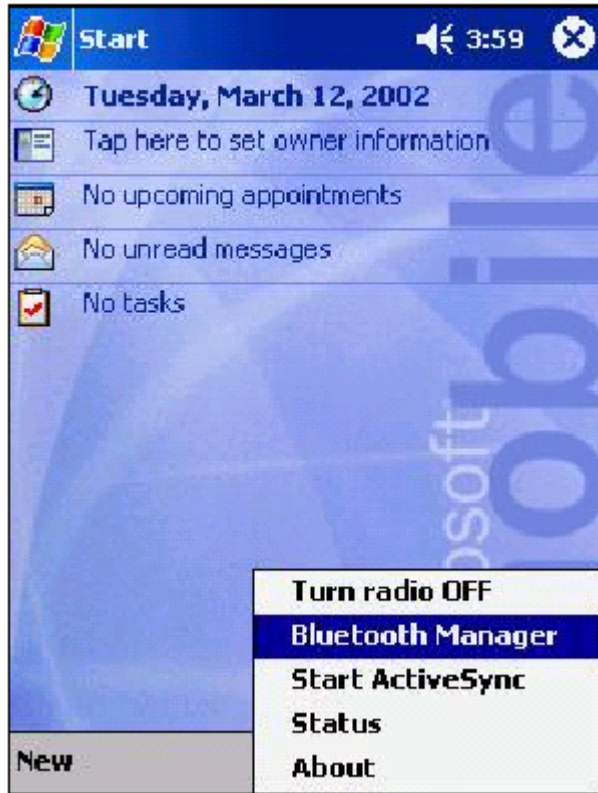 Start 3:59
Tuesday, March 12, 2002
Tap here to set owner information
No upcoming appointments
No unread messages
No tasks
Turn radio OFF
Bluetooth Manager
Start ActiveSync
Status
About
New